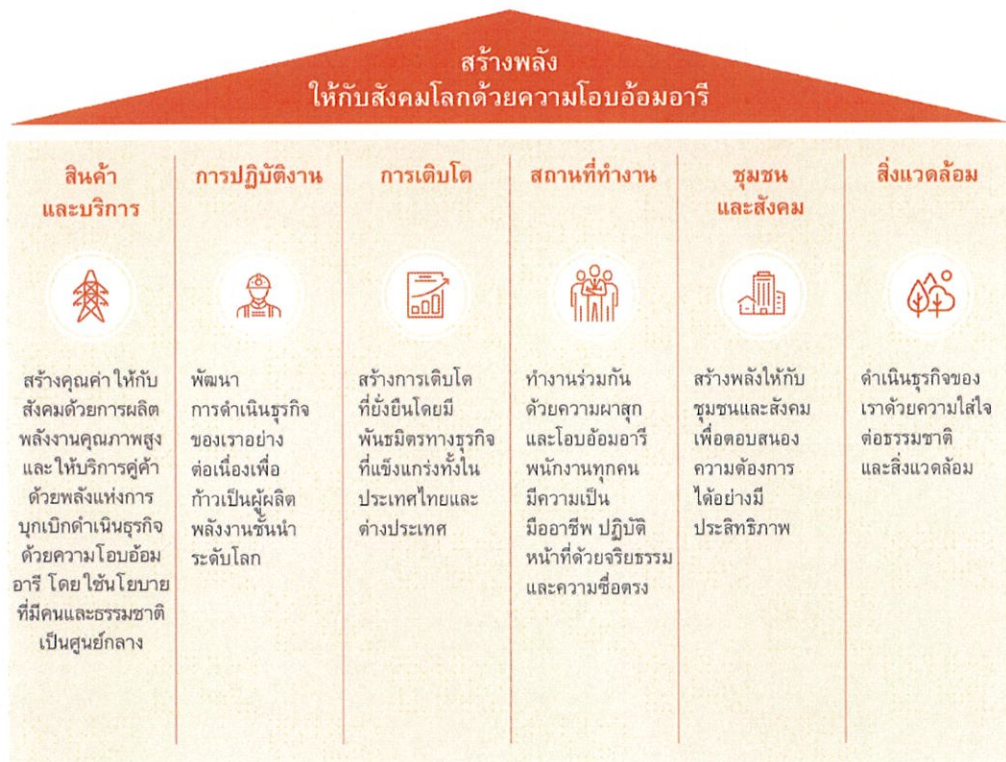 สร้างพลัง
ให้กับสังคมโลกด้วยความโอบอ้อมอารี
สินค้า
และบริการ
สร้างคุณค่า ให้กับ
สังคมด้วยการผลิต
พลังงานคุณภาพสูง
และ ให้บริการคู่ค้า
ด้วยพลังแห่งการ
บุกเบิกดำเนินธุรกิจ
ด้วยความโอบอ้อม
อารี โดย ใช้นโยบาย
ที่มีคนและธรรมชาติ
เป็นศูนย์กลาง
การปฏิบัติงาน
พัฒนา
การดำเนินธุรกิจ
ของเราอย่าง
ต่อเนื่องเพื่อ
ก้าวเป็นผู้ผลิต
พลังงานชั้นนำ
ระดับโลก
การเติบโต
สร้างการเติบโต
ที่ยั่งยืนโดยมี
พันธมิตรทางธุรกิจ
ที่แข็งแกร่งทั้งใน
ประเทศไทยและ
ต่างประเทศ
สถานที่ทำงาน
ทำงานร่วมกัน
ด้วยความผาสุก
และโอบอ้อมอารี
พนักงานทุกคน
มีความเป็น
มืออาชีพ ปฏิบัติ
หน้าที่ด้วยจริยธรรม
และความซื่อตรง
ชุมชน
และสังคม
สร้างพลังให้กับ
ชุมชนและสังคม
เพื่อตอบสนอง
ความต้องการ
ได้อย่างมี
ประสิทธิภาพ
สิ่งแวดล้อม
ดำเนินธุรกิจของ
เราด้วยความใส่ใจ
ต่อธรรมชาติ
และสิ่งแวดล้อม